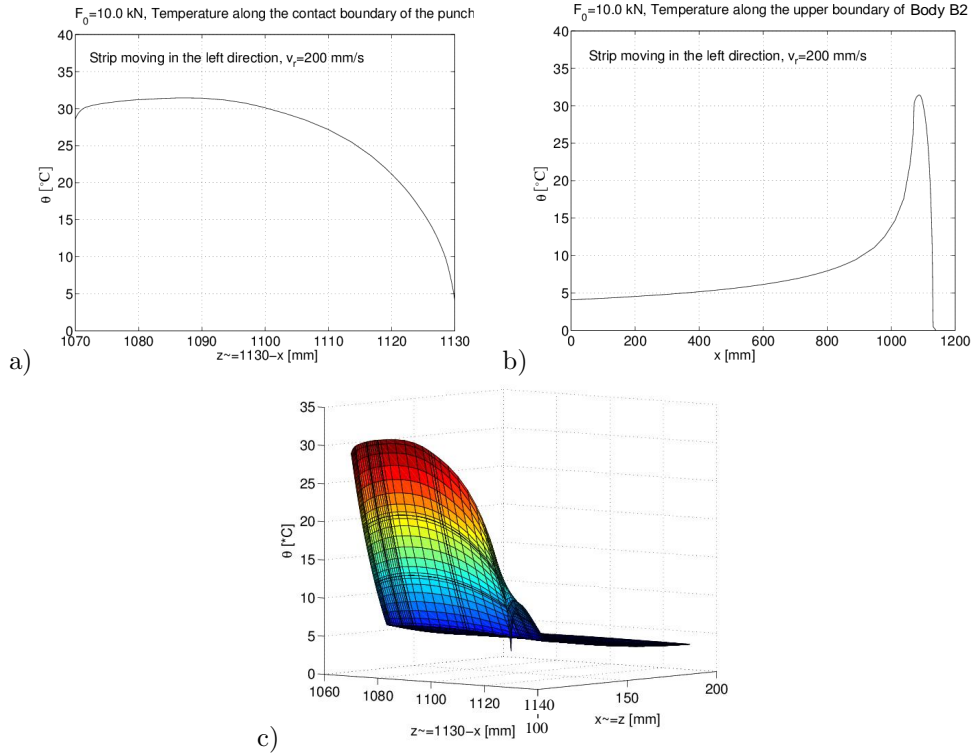 F_0=10.0 kN, Temperature along the contact boundary of the punch
40
35
30
25
20
15
10
5
0
θ [°C]
Strip moving in the left direction, v_r=200 mm/s
1070 1080 1090 1100 1110 1120 1130
z~=1130-x [mm]
a)
F_0=10.0 kN, Temperature along the upper boundary of Body B2
40
35
30
25
20
15
10
5
0
θ [°C]
Strip moving in the left direction, v_r=200 mm/s
0 200 400 600 800 1000 1200
x [mm]
b)
35
30
25
20
15
10
5
0
θ [*C]
1060 1080 1100 1120 1140
100 150 200
z~=1130-x [mm]
x~=z [mm]
c)